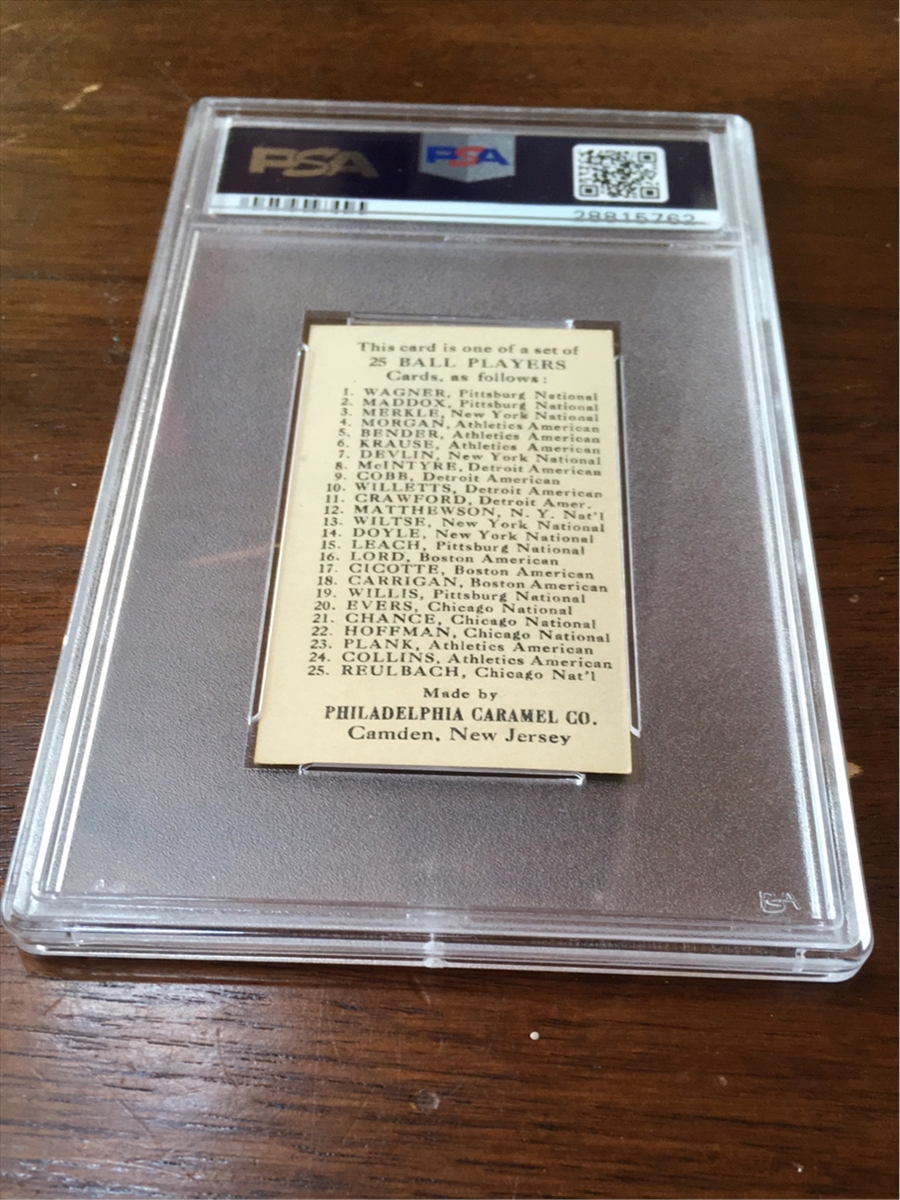 PSA PSA
28815762
This card is one of a set of
25 BALL PLAYERS
Cards, as follows:
1. WAGNER, Pittsburg National
2. MADDOX, Pittsburg National
3. MERKLE, New York National
4. MORGAN, Athletics American
5. BENDER, Athletics American
6. KRAUSE, Athletics American
7. DEVLIN, New York National
8. McINTYRE, Detroit American
9. COBB, Detroit American
10. WILLETTS, Detroit American
11. CRAWFORD, Detroit Amer.
12. MATTHEWSON, N. Y. Nat'l
13. WILTSE, New York National
14. DOYLE, New York National
15. LEACH, Pittsburg National
16. LORD, Boston American
17. CICOTTE, Boston American
18. CARRIGAN, Boston American
19. WILLIS, Pittsburg National
20. EVERS, Chicago National
21. CHANCE, Chicago National
22. HOFFMAN, Chicago National
23. PLANK, Athletics American
24. COLLINS, Athletics American
25. REULBACH, Chicago Nat'l
Made by
PHILADELPHIA CARAMEL CO.
Camden, New Jersey
PSA